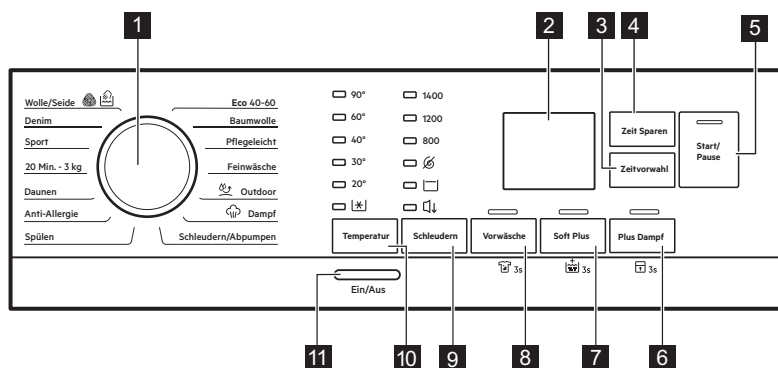 1
2
3
4
5
Wolle/Seide
Denim
Sport
20 Min. - 3 kg
Daunen
Anti-Allergie
Spülen
Eco 40-60
Baumwolle
Pflegeleicht
Feinwäsche
Outdoor
Dampf
Schleudern/Abpumpen
90°
60°
40°
30°
20°
1400
1200
800
Zeit Sparen
Zeitvorwahl
Start/
Pause
Temperatur
Schleudern
Vorwäsche
Soft Plus
Plus Dampf
3s
3s
3s
Ein/Aus
11
10
9
8
7
6